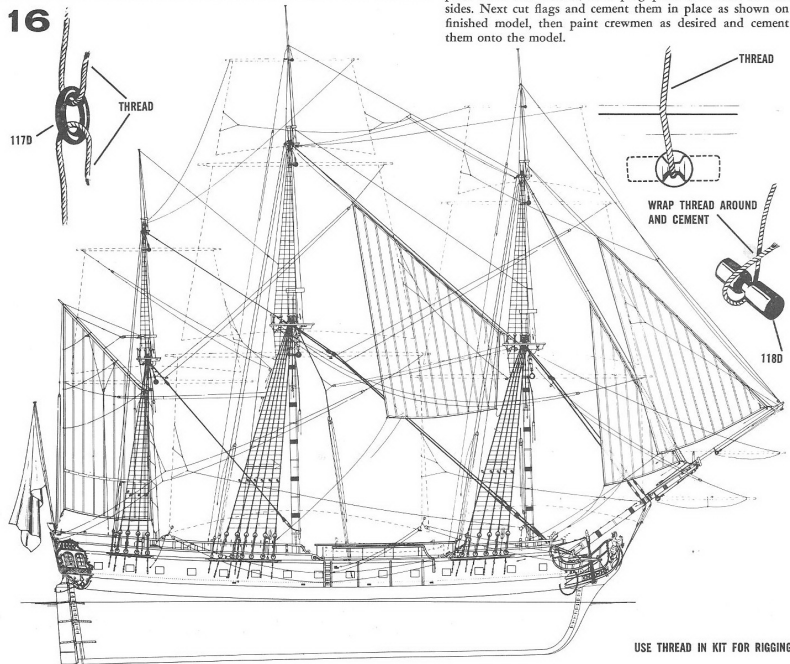 16
sides. Next cut flags and cement them in place as shown on
finished model, then paint crewmen as desired and cement
them onto the model.
THREAD
117D
THREAD
WRAP THREAD AROUND
AND CEMENT
118D
USE THREAD IN KIT FOR RIGGING